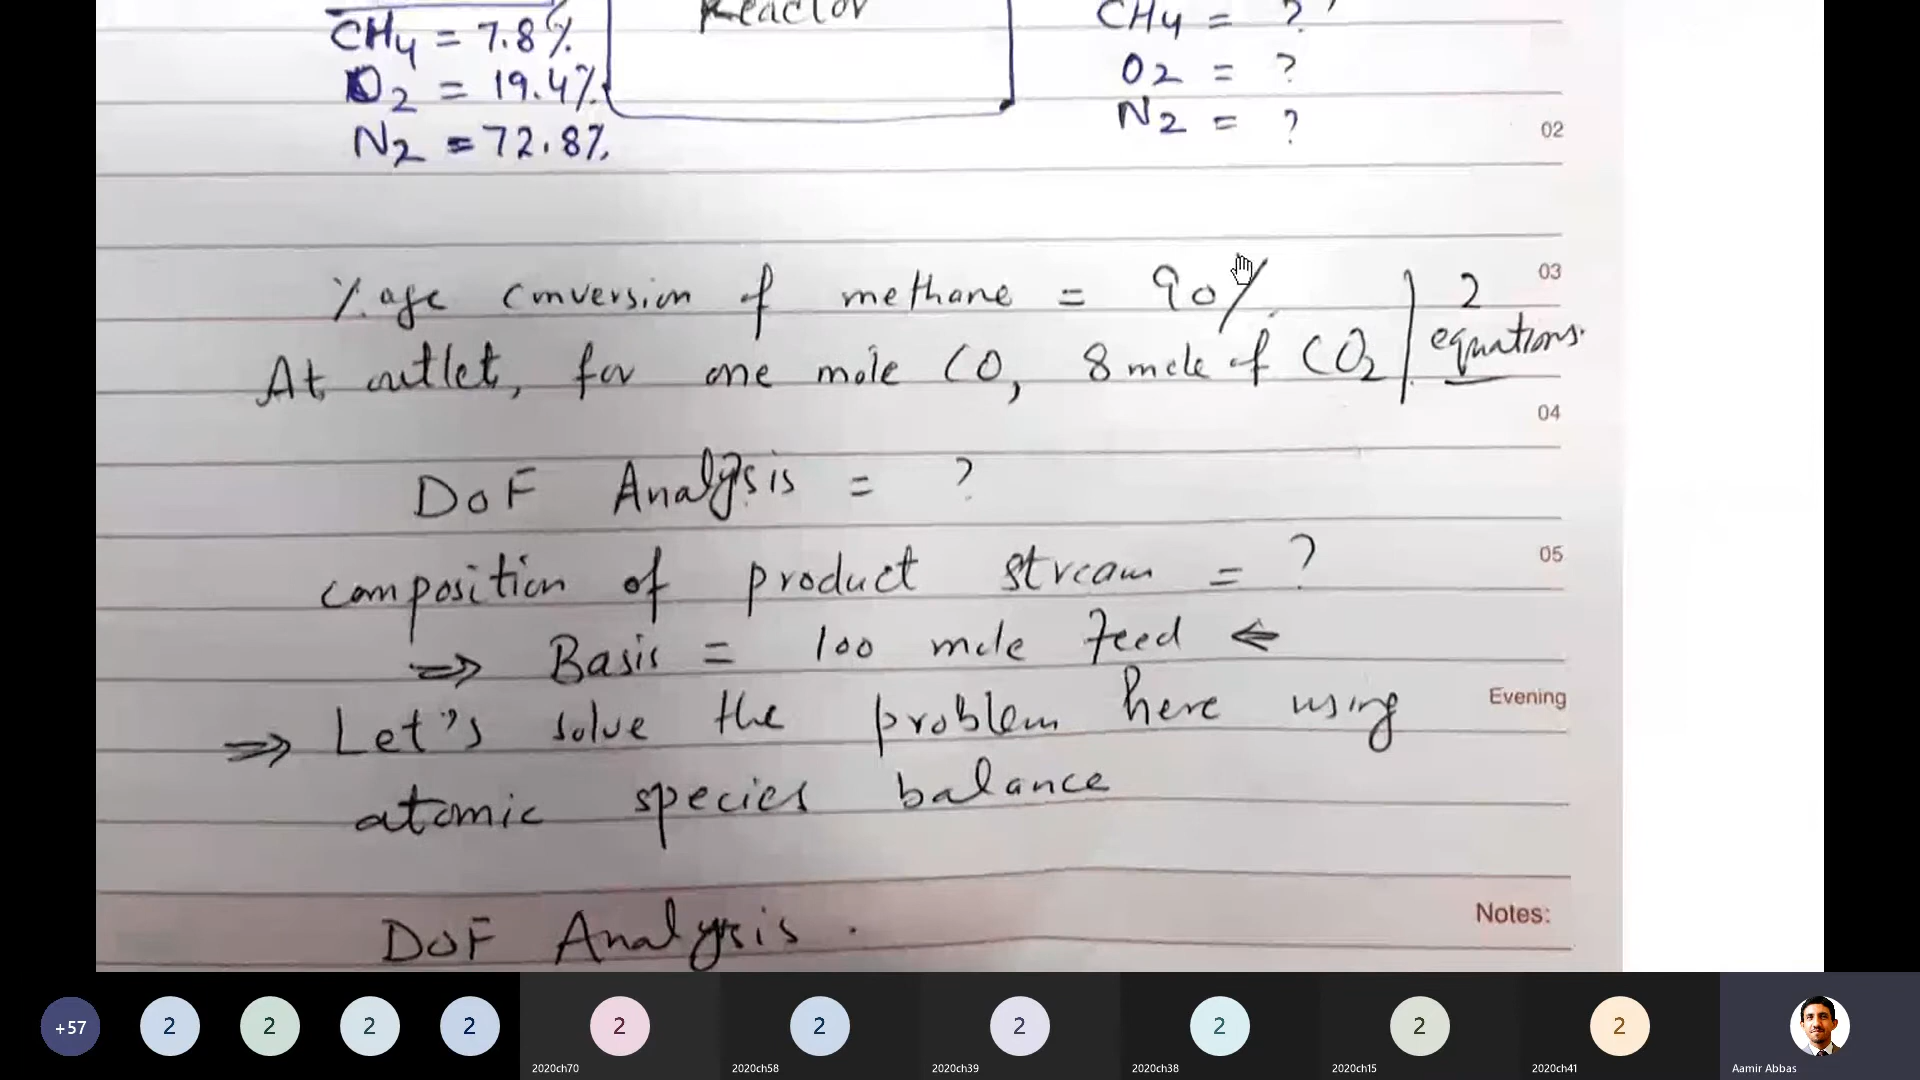 Reactor
CH4 = 7.8%
O2 = 19.4%
N2 = 72.8%
CH4 = ?
O2 = ?
N2 = ?
02
03
%age conversion of methane = 90%
2
equations.
At outlet, for one mole CO, 8 mole of CO2
04
DoF Analysis = ?
05
composition of product stream = ?
⇒ Basis = 100 mole Feed ⇐
Evening
⇒ Let's solve the problem here using
atomic species balance
Notes:
DoF Analysis.
+57
2
2
2
2
2
2
2
2
2
2
2020ch70
2020ch58
2020ch39
2020ch38
2020ch15
2020ch41
Aamir Abbas